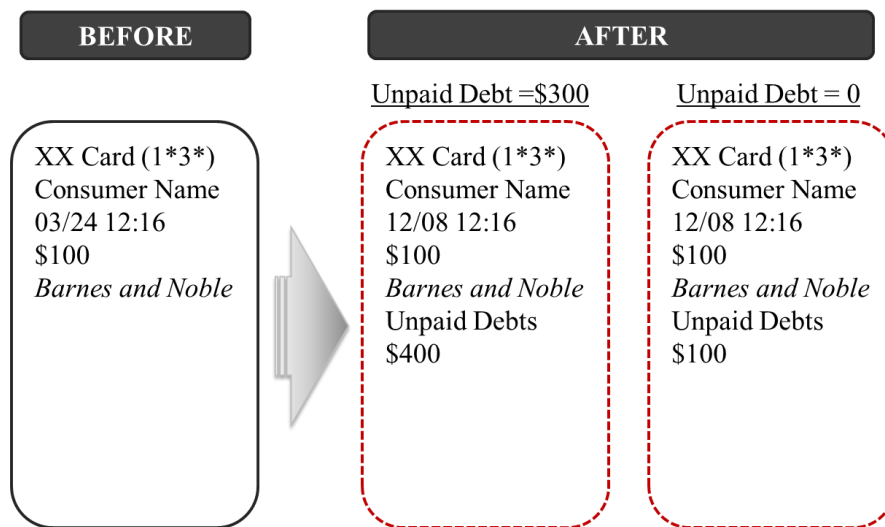 BEFORE
AFTER
Unpaid Debt =$300
Unpaid Debt = 0
XX Card (1*3*)
Consumer Name
03/24 12:16
$100
Barnes and Noble
XX Card (1*3*)
Consumer Name
12/08 12:16
$100
Barnes and Noble
Unpaid Debts
$400
XX Card (1*3*)
Consumer Name
12/08 12:16
$100
Barnes and Noble
Unpaid Debts
$100